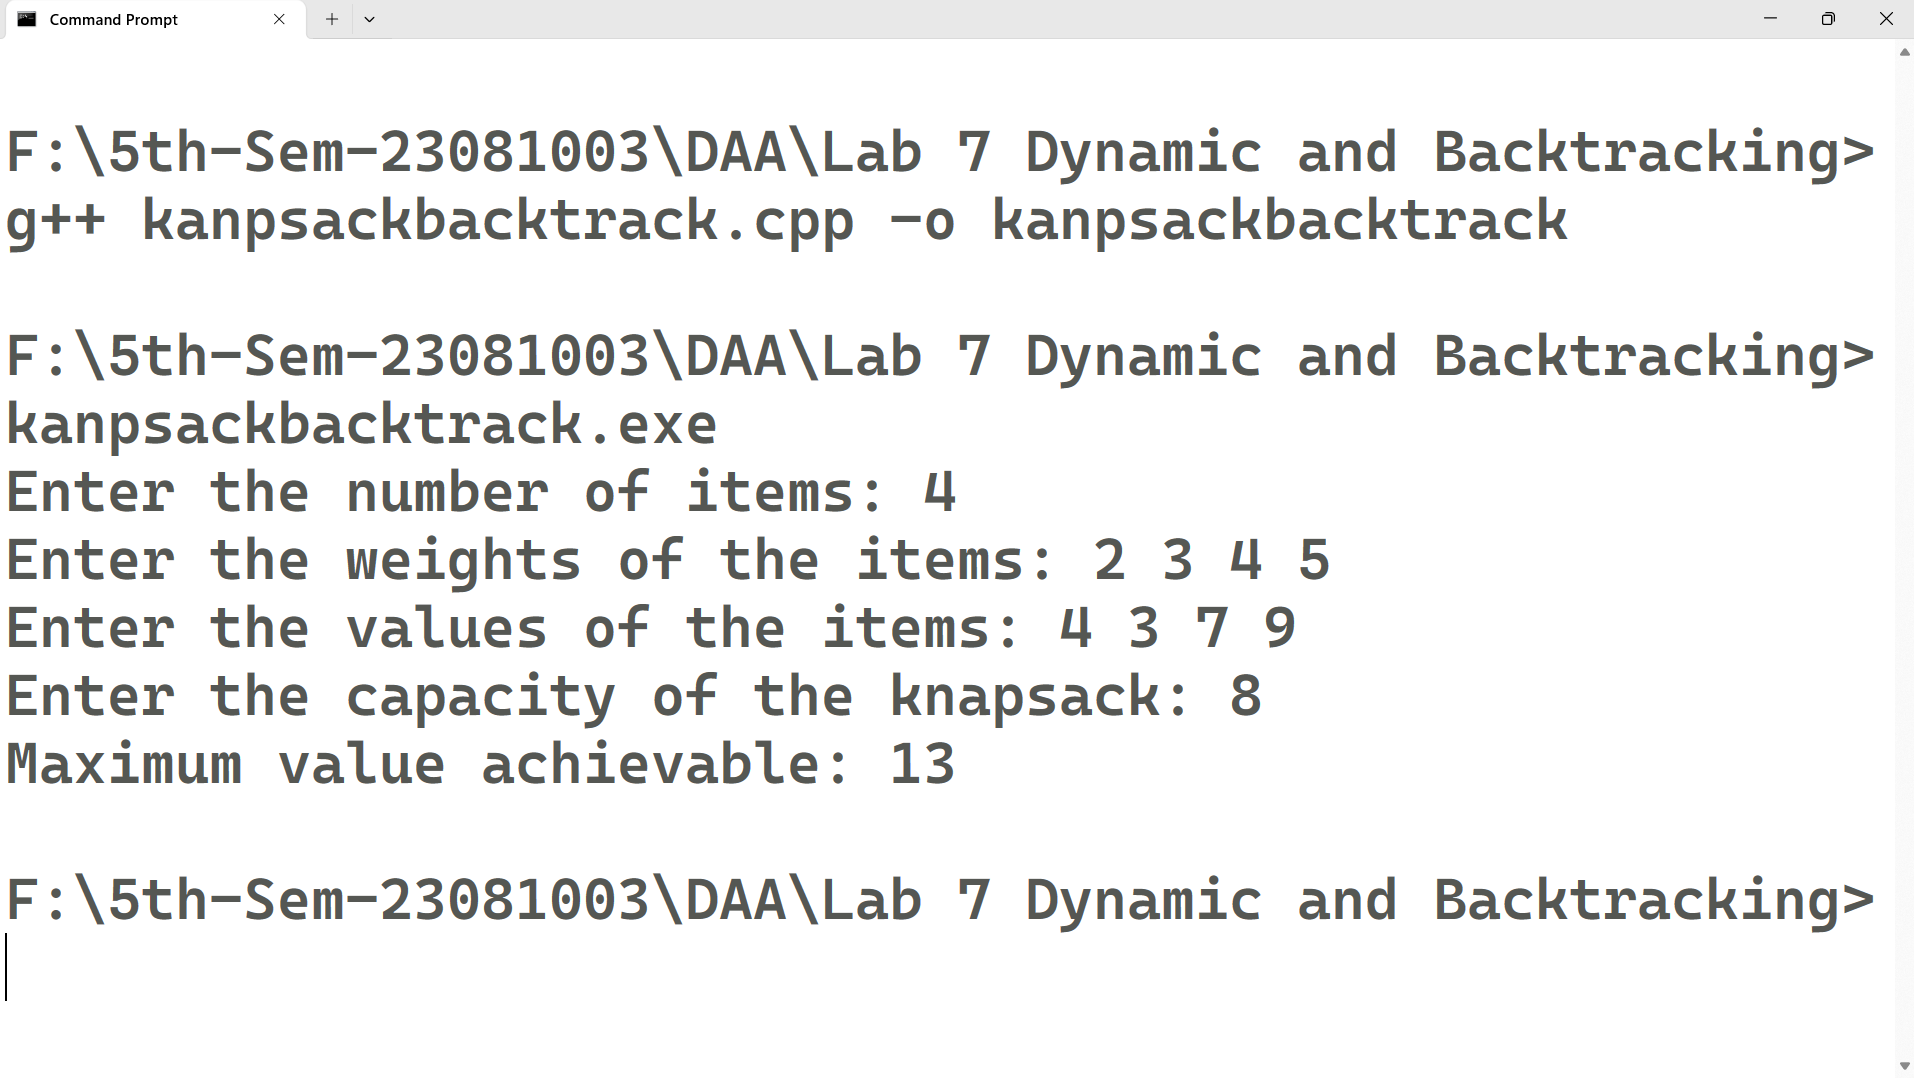 Command Prompt
F:\5th-Sem-23081003\DAA\Lab 7 Dynamic and Backtracking>
g++ kanpsackbacktrack.cpp -o kanpsackbacktrack
F:\5th-Sem-23081003\DAA\Lab 7 Dynamic and Backtracking>
kanpsackbacktrack.exe
Enter the number of items: 4
Enter the weights of the items: 2 3 4 5
Enter the values of the items: 4 3 7 9
Enter the capacity of the knapsack: 8
Maximum value achievable: 13
F:\5th-Sem-23081003\DAA\Lab 7 Dynamic and Backtracking>